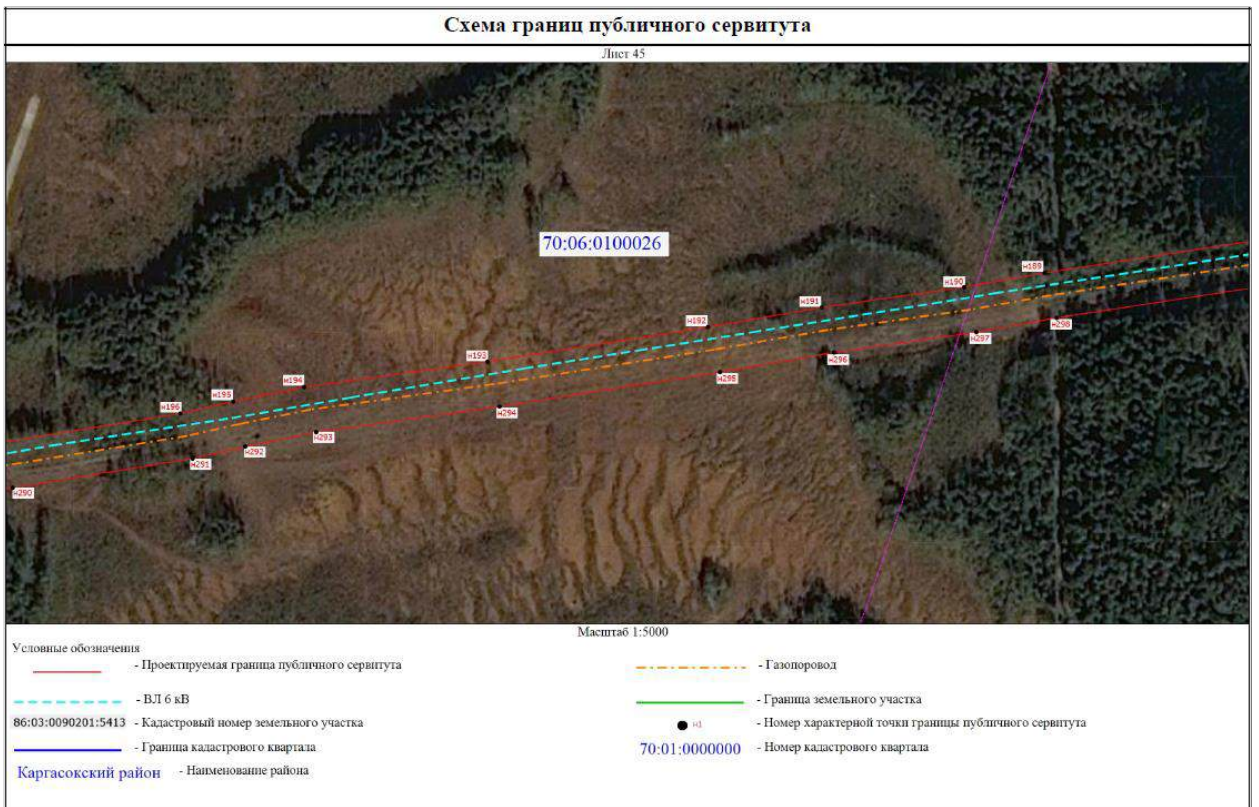 Схема границ публичного сервитута
Лист 45
70:06:0100026
н189
н190
н191
н192
н193
н194
н195
н196
н298
н297
н296
н295
н294
н293
н292
н291
н290
Масштаб 1:5000
Условные обозначения
- Проектируемая граница публичного сервитута
- Газопоровод
- ВЛ 6 кВ
- Граница земельного участка
86:03:0090201:5413 - Кадастровый номер земельного участка
н1 - Номер характерной точки границы публичного сервитута
- Граница кадастрового квартала
70:01:0000000 - Номер кадастрового квартала
Каргасокский район - Наименование района